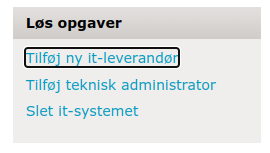 Løs opgaver
Tilføj ny it-leverandør
Tilføj teknisk administrator
Slet it-systemet